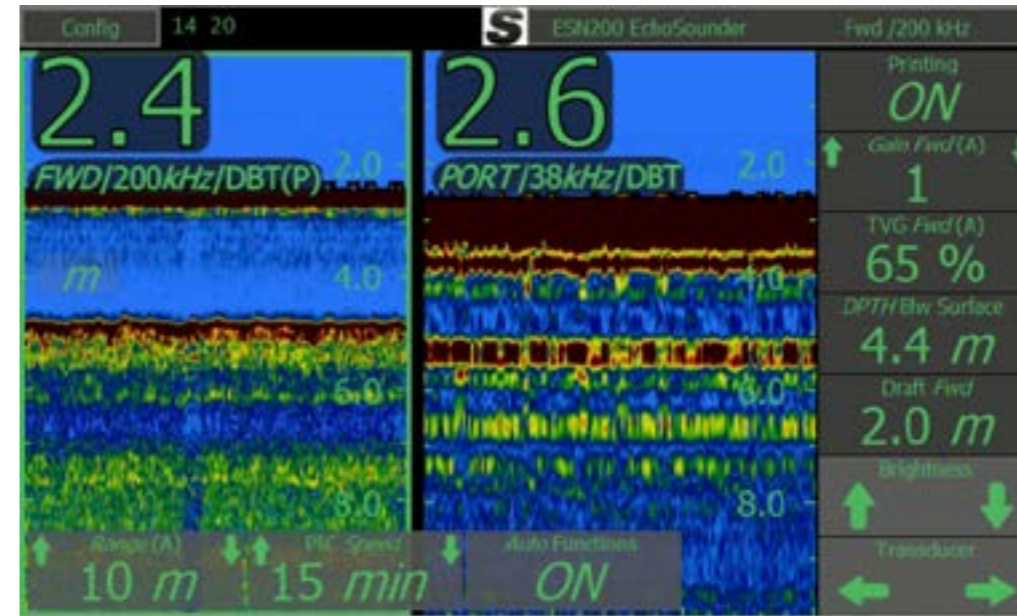 Config
14 20
S
ESN200 EchoSounder
Fwd /200 kHz
2.4
FWD/200kHz/DBT(P)
2.0
m
4.0
6.0
8.0
2.6
PORT/38kHz/DBT
2.0
4.0
6.0
8.0
Printing
ON
Gain Fwd (A)
1
TVG Fwd (A)
65 %
DPTH Blw Surface
4.4 m
Draft Fwd
2.0 m
Brightness
Transducer
Range (A)
10 m
PIC Speed
15 min
Auto Functions
ON